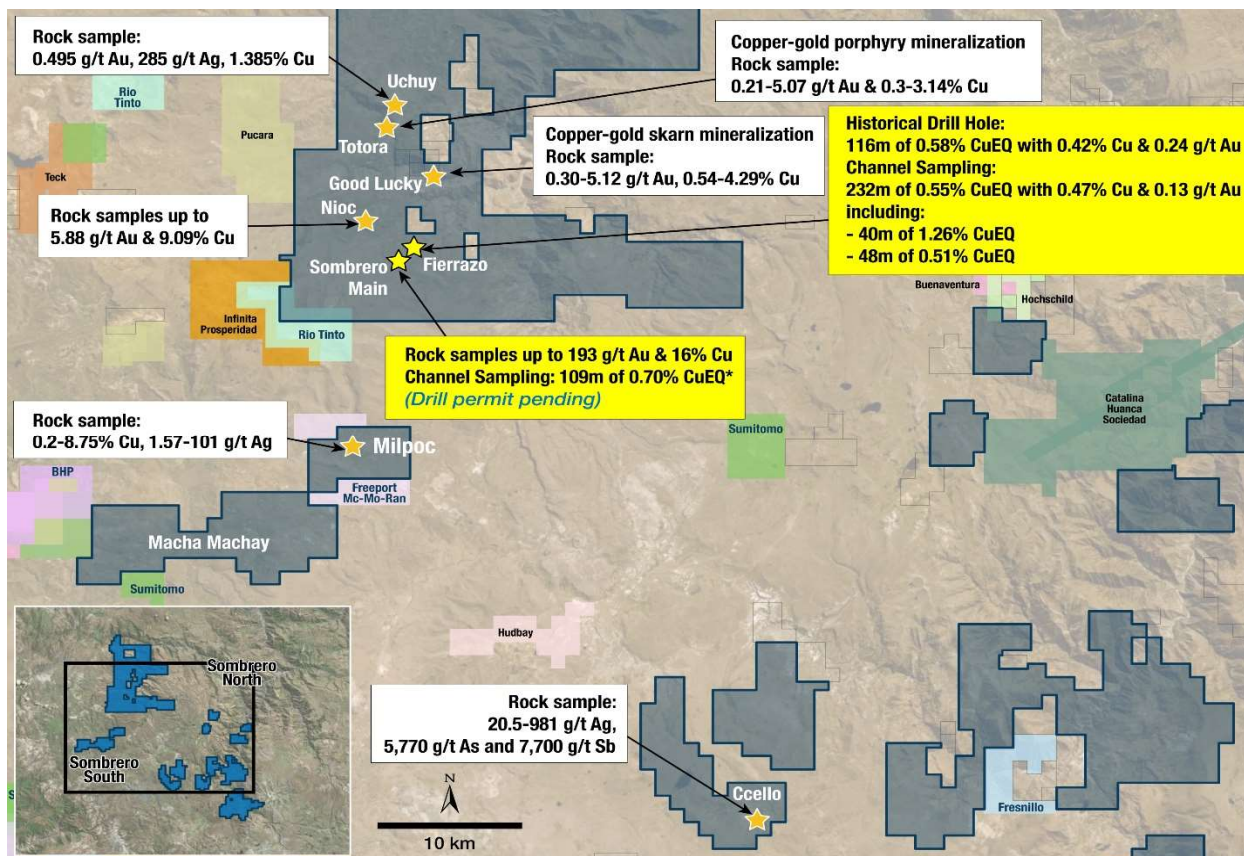 Rock sample:
0.495 g/t Au, 285 g/t Ag, 1.385% Cu
Copper-gold porphyry mineralization
Rock sample:
0.21-5.07 g/t Au & 0.3-3.14% Cu
Uchuy
Rio
Tinto
Pucara
Totora
Copper-gold skarn mineralization
Rock sample:
0.30-5.12 g/t Au, 0.54-4.29% Cu
Historical Drill Hole:
116m of 0.58% CuEQ with 0.42% Cu & 0.24 g/t Au
Channel Sampling:
232m of 0.55% CuEQ with 0.47% Cu & 0.13 g/t Au
including:
- 40m of 1.26% CuEQ
- 48m of 0.51% CuEQ
Teck
Good Lucky
Nioc
Rock samples up to
5.88 g/t Au & 9.09% Cu
Sombrero
Main
Fierrazo
Buenaventura
Hochschild
Infinita
Prosperidad
Rio Tinto
Rock samples up to 193 g/t Au & 16% Cu
Channel Sampling: 109m of 0.70% CuEQ*
(Drill permit pending)
Catalina
Huanca
Sociedad
Rock sample:
0.2-8.75% Cu, 1.57-101 g/t Ag
Milpoc
Sumitomo
BHP
Freeport
Mc-Mo-Ran
Macha Machay
Sumitomo
Hudbay
Sombrero
North
Sombrero
South
Rock sample:
20.5-981 g/t Ag,
5,770 g/t As and 7,700 g/t Sb
N
10 km
Ccello
Fresnillo
S